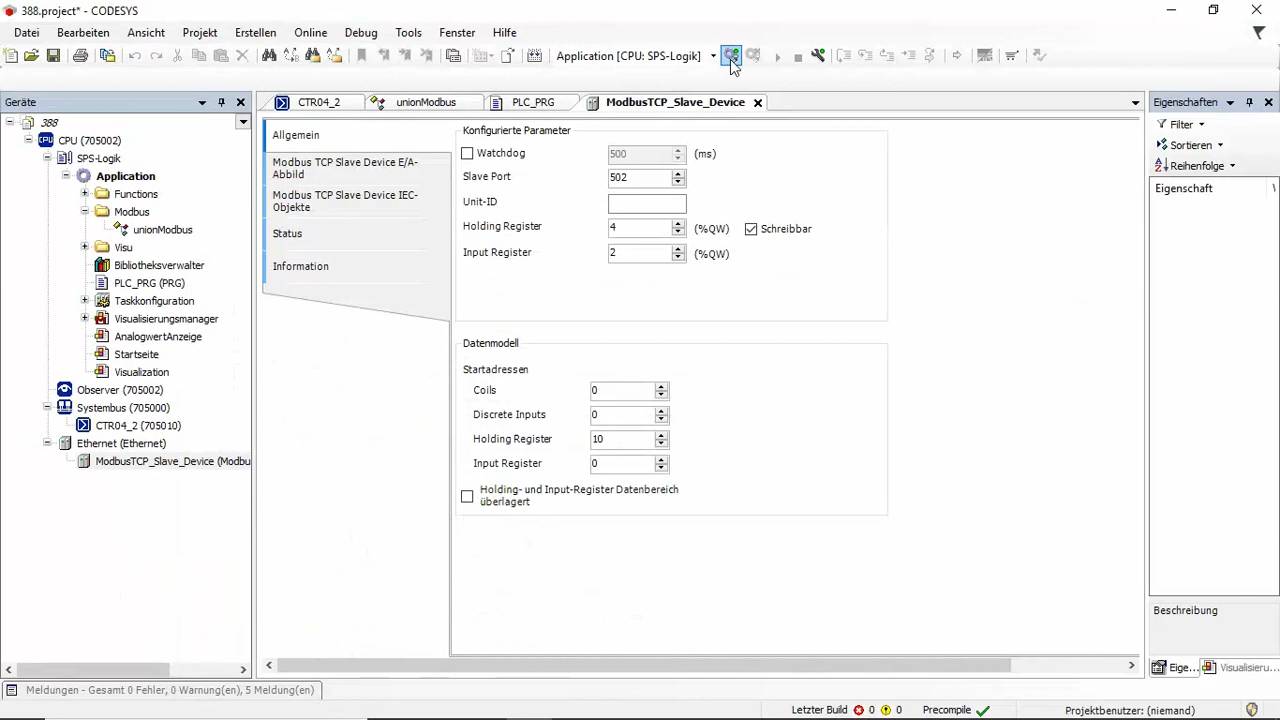 388.project* - CODESYS
Datei Bearbeiten Ansicht Projekt Erstellen Online Debug Tools Fenster Hilfe
Application [CPU: SPS-Logik]
Geräte
388
CPU (705002)
SPS-Logik
Application
Functions
Modbus
unionModbus
Visu
Bibliotheksverwalter
PLC_PRG (PRG)
Taskkonfiguration
Visualisierungsmanager
AnalogwertAnzeige
Startseite
Visualization
Observer (705002)
Systembus (705000)
CTR04_2 (705010)
Ethernet (Ethernet)
ModbusTCP_Slave_Device (Modbu
CTR04_2 unionModbus PLC_PRG ModbusTCP_Slave_Device
Allgemein
Modbus TCP Slave Device E/A-
Abbild
Modbus TCP Slave Device IEC-
Objekte
Status
Information
Konfigurierte Parameter
Watchdog 500 (ms)
Slave Port 502
Unit-ID
Holding Register 4 (%QW) Schreibbar
Input Register 2 (%QW)
Datenmodell
Startadressen
Coils 0
Discrete Inputs 0
Holding Register 10
Input Register 0
Holding- und Input-Register Datenbereich
überlagert
Eigenschaften
Filter
Sortieren
Reihenfolge
Eigenschaft
Beschreibung
Eige... Visualisieru...
Meldungen - Gesamt 0 Fehler, 0 Warnung(en), 5 Meldung(en)
Letzter Build 0 0 Precompile Projektbenutzer: (niemand)